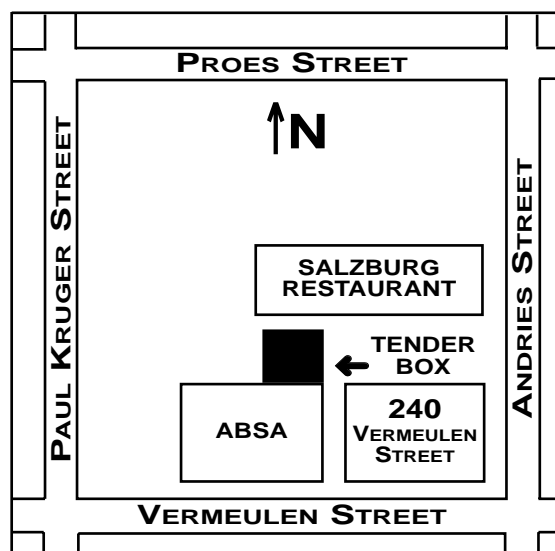 PROES STREET
N
PAUL KRUGER STREET
ANDRIES STREET
SALZBURG
RESTAURANT
TENDER
BOX
ABSA
240
VERMEULEN
STREET
VERMEULEN STREET